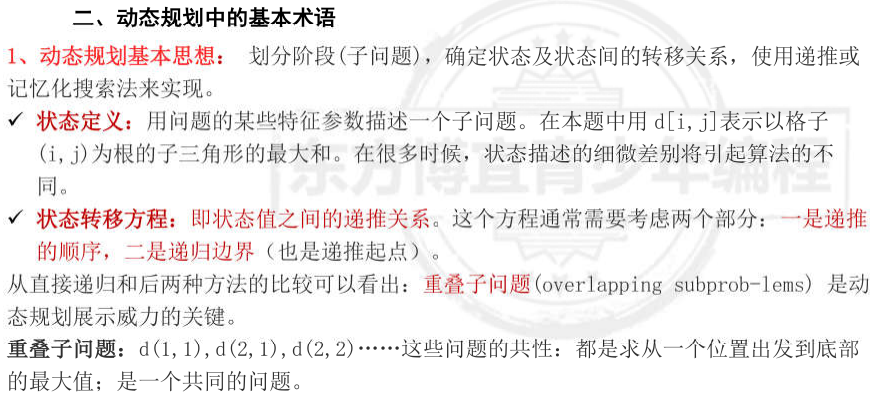 二、动态规划中的基本术语
1、动态规划基本思想： 划分阶段(子问题)，确定状态及状态间的转移关系，使用递推或
记忆化搜索法来实现。
✓ 状态定义：用问题的某些特征参数描述一个子问题。在本题中用 d[i,j]表示以格子
(i,j)为根的子三角形的最大和。在很多时候，状态描述的细微差别将引起算法的不
同。
✓ 状态转移方程：即状态值之间的递推关系。这个方程通常需要考虑两个部分：一是递推
的顺序，二是递归边界（也是递推起点）。
从直接递归和后两种方法的比较可以看出：重叠子问题(overlapping subprob-lems) 是动
态规划展示威力的关键。
重叠子问题：d(1,1),d(2,1),d(2,2)……这些问题的共性：都是求从一个位置出发到底部
的最大值；是一个共同的问题。
东方博宜青少年编程